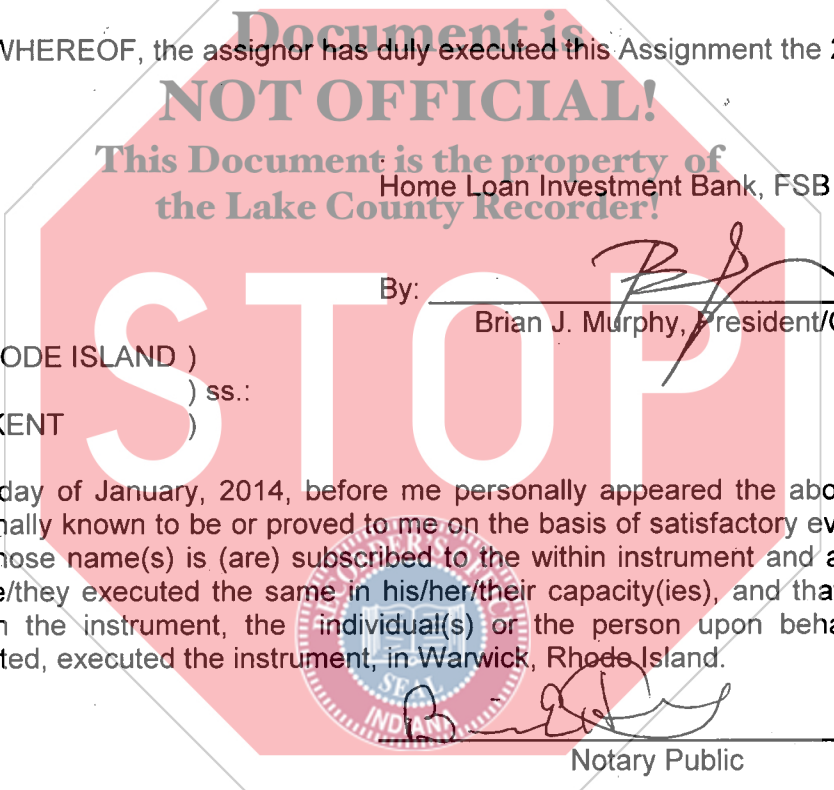 Document is
WHEREOF, the assignor has duly executed this Assignment the 2
NOT OFFICIAL!
This Document is the property of
Home Loan Investment Bank, FSB
the Lake County Recorder!
STOP
By:
Brian J. Murphy, President/
ODE ISLAND )
) ss.:
KENT )
day of January, 2014, before me personally appeared the abo
nally known to be or proved to me on the basis of satisfactory ev
hose name(s) is (are) subscribed to the within instrument and a
e/they executed the same in his/her/their capacity(ies), and tha
n the instrument, the individual(s) or the person upon beha
ted, executed the instrument, in Warwick, Rhode Island.
SEAL
INDIANA
Notary Public